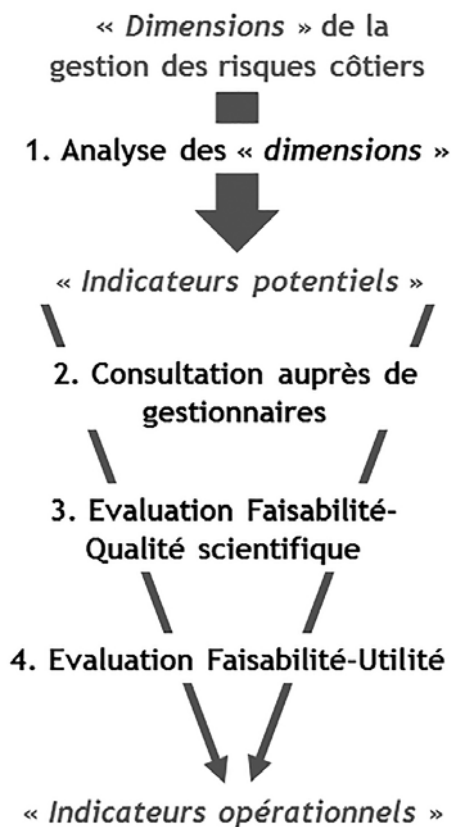 « Dimensions » de la
gestion des risques côtiers
1. Analyse des « dimensions »
« Indicateurs potentiels »
2. Consultation auprès de
gestionnaires
3. Evaluation Faisabilité-
Qualité scientifique
4. Evaluation Faisabilité-Utilité
« Indicateurs opérationnels »